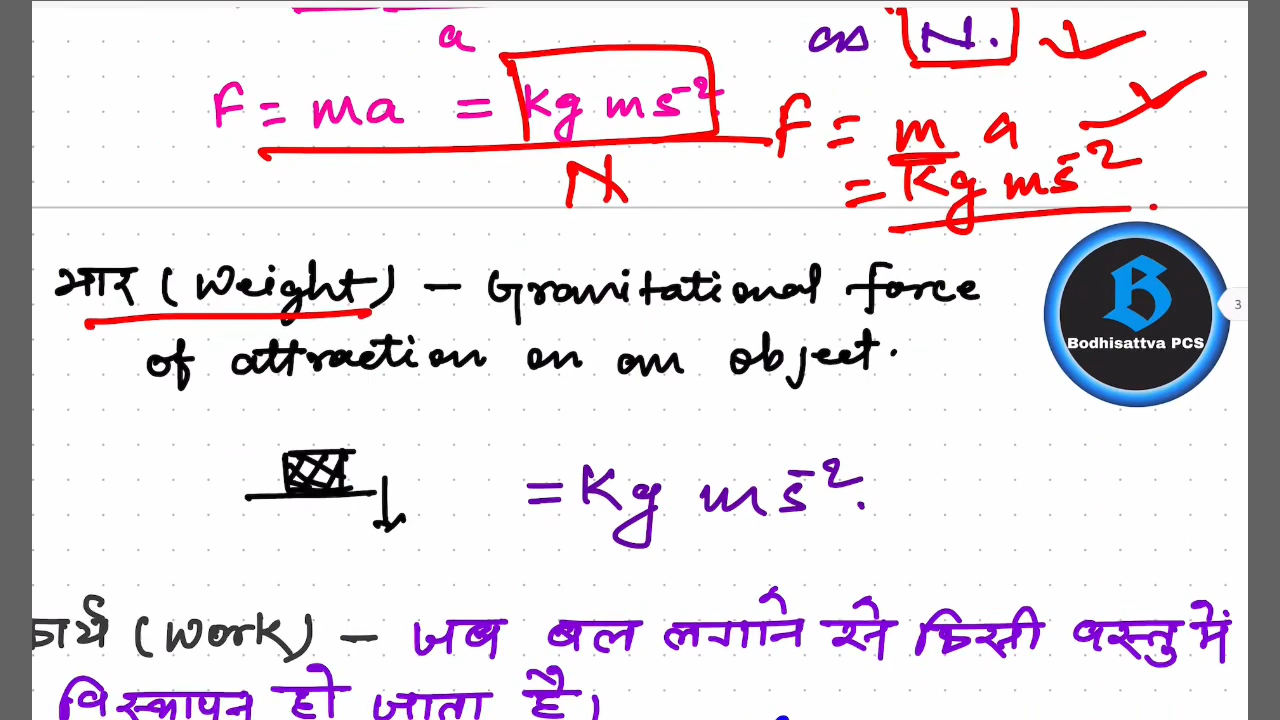 a
as N.
F = ma = Kg ms⁻²
N
F = m a
= Kg ms⁻²
भार (Weight) – Gravitational force
of attraction on an object.
B
Bodhisattva PCS
3
= Kg ms⁻².
कार्य (Work) – जब बल लगाने से किसी वस्तु में
विस्थापन हो जाता है।